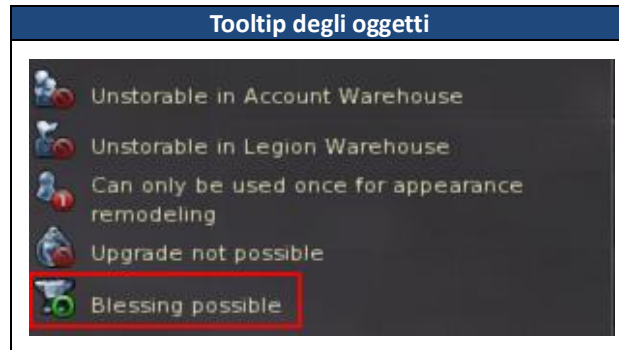 Tooltip degli oggetti
Unstorable in Account Warehouse
Unstorable in Legion Warehouse
Can only be used once for appearance
remodeling
Upgrade not possible
Blessing possible